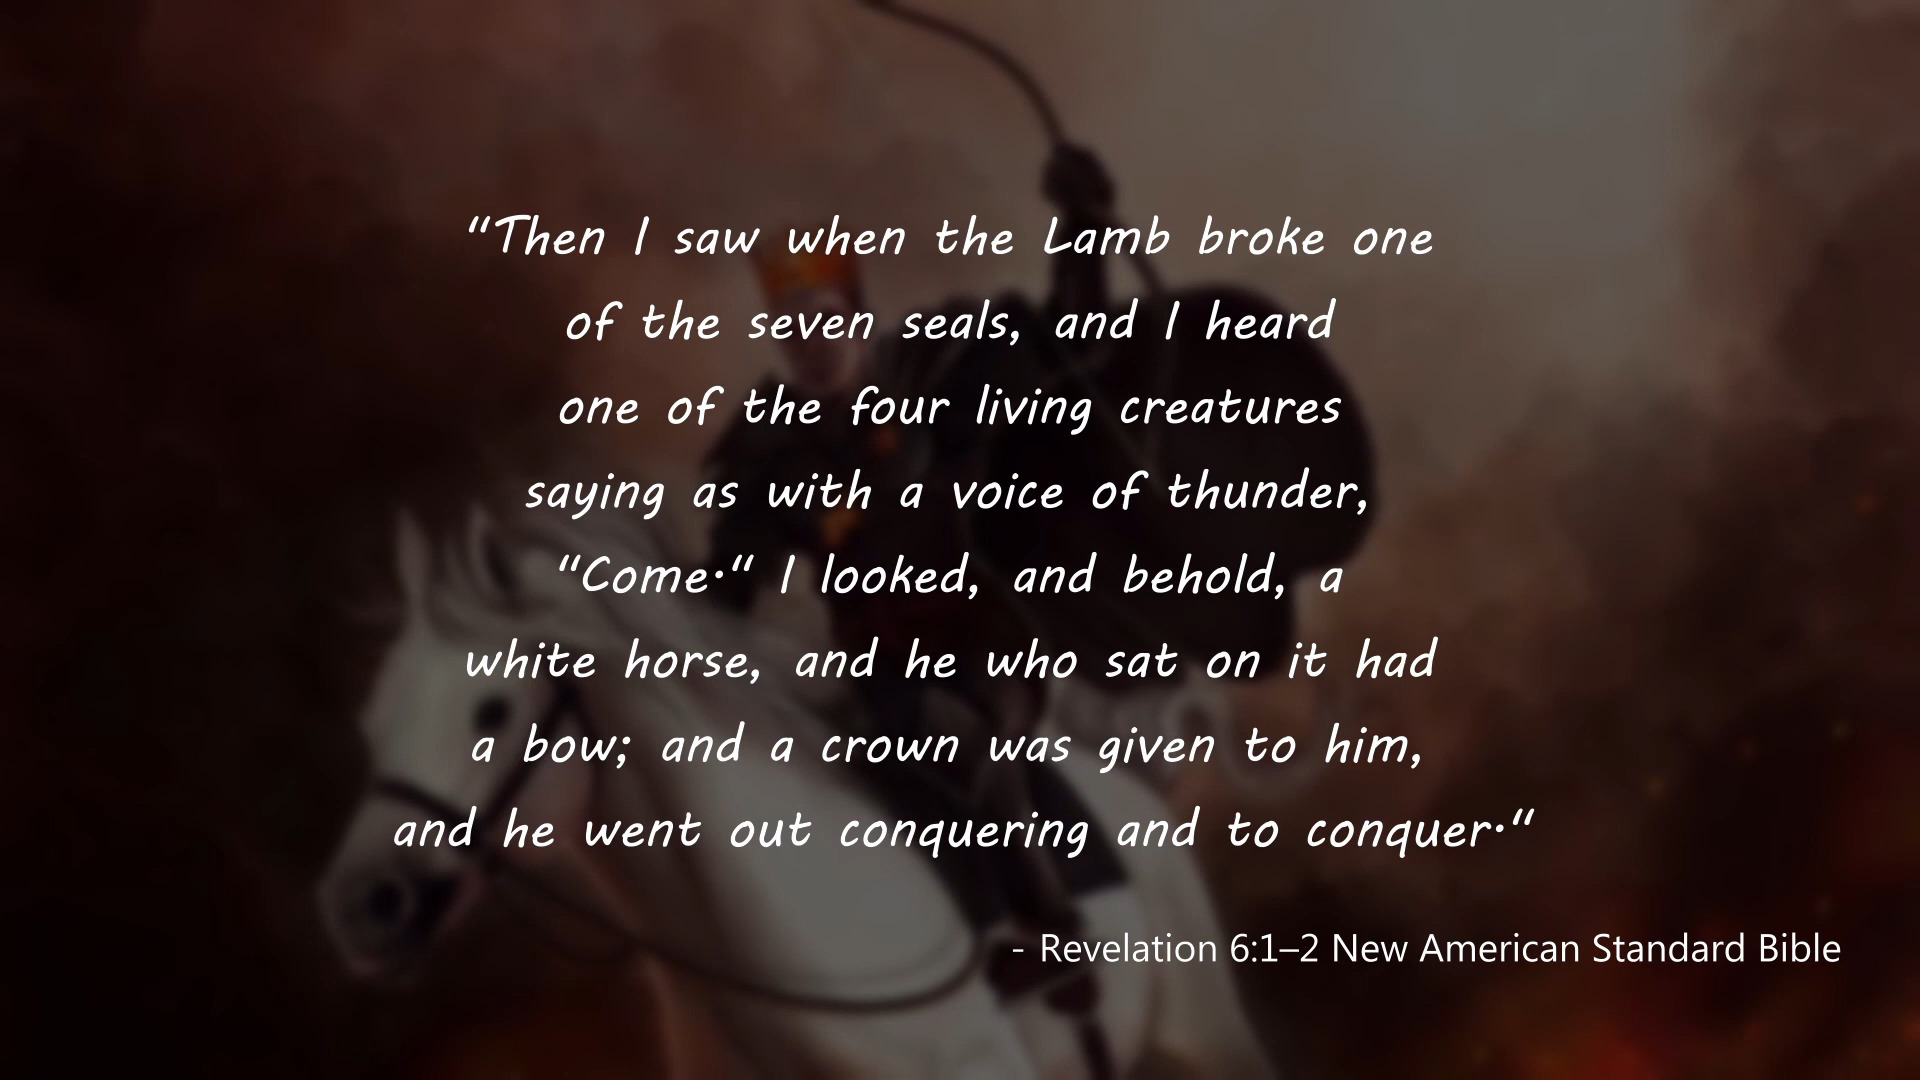 “Then I saw when the Lamb broke one
of the seven seals, and I heard
one of the four living creatures
saying as with a voice of thunder,
“Come·“ I looked, and behold, a
white horse, and he who sat on it had
a bow; and a crown was given to him,
and he went out conquering and to conquer·“
- Revelation 6:1–2 New American Standard Bible